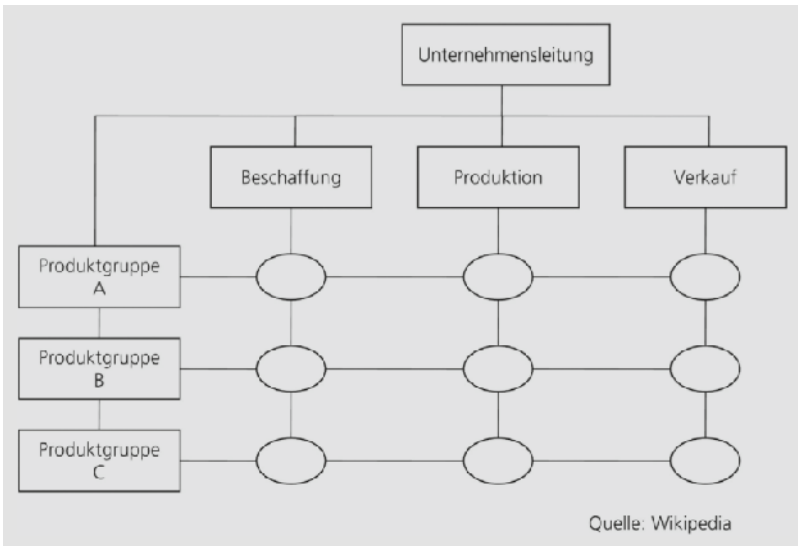 Unternehmensleitung
Beschaffung
Produktion
Verkauf
Produktgruppe
A
Produktgruppe
B
Produktgruppe
C
Quelle: Wikipedia